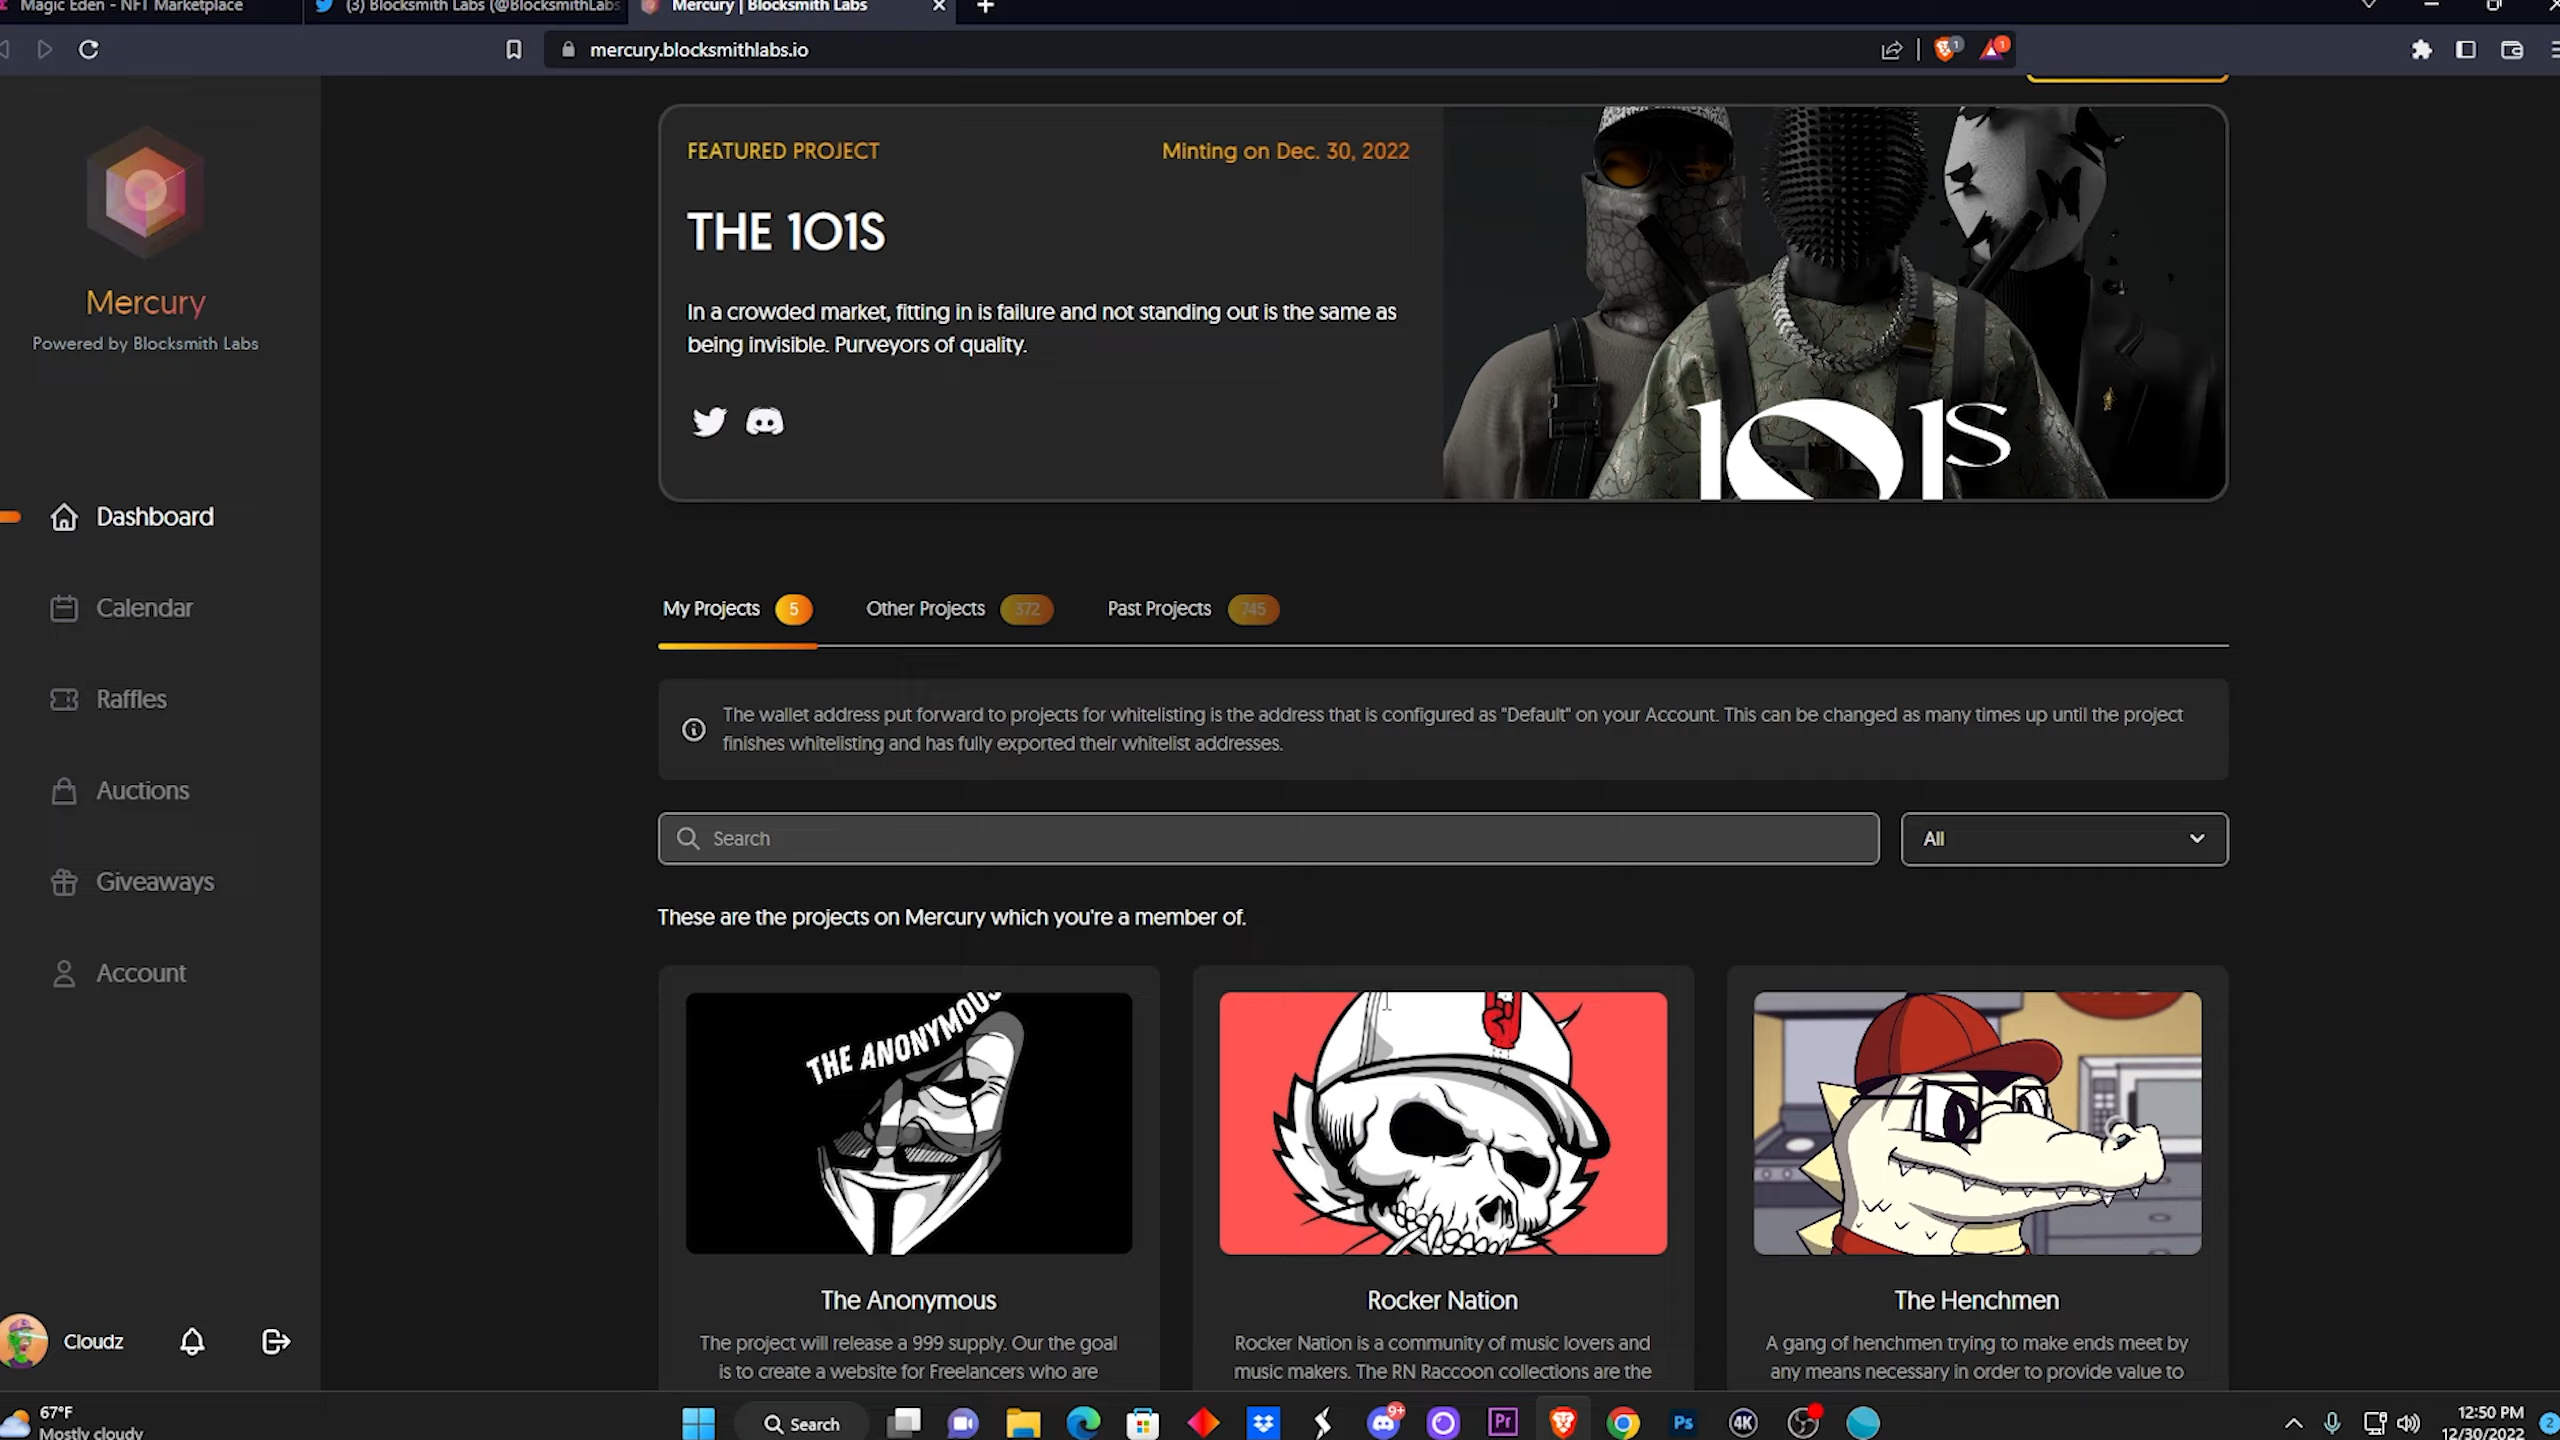 Magic Eden - NFT Marketplace
(3) Blocksmith Labs (@BlocksmithLabs
Mercury | Blocksmith Labs
mercury.blocksmithlabs.io
1
1
Mercury
Powered by Blocksmith Labs
Dashboard
Calendar
Raffles
Auctions
Giveaways
Account
Cloudz
FEATURED PROJECT
Minting on Dec. 30, 2022
THE 101S
In a crowded market, fitting in is failure and not standing out is the same as
being invisible. Purveyors of quality.
101S
My Projects 5
Other Projects 372
Past Projects 745
The wallet address put forward to projects for whitelisting is the address that is configured as "Default" on your Account. This can be changed as many times up until the project
finishes whitelisting and has fully exported their whitelist addresses.
Search
All
These are the projects on Mercury which you're a member of.
THE ANONYMOUS
The Anonymous
The project will release a 999 supply. Our the goal
is to create a website for Freelancers who are
Rocker Nation
Rocker Nation is a community of music lovers and
music makers. The RN Raccoon collections are the
The Henchmen
A gang of henchmen trying to make ends meet by
any means necessary in order to provide value to
67°F
Mostly cloudy
Search
9+
Pr
Ps
4K
12:50 PM
12/30/2022
2